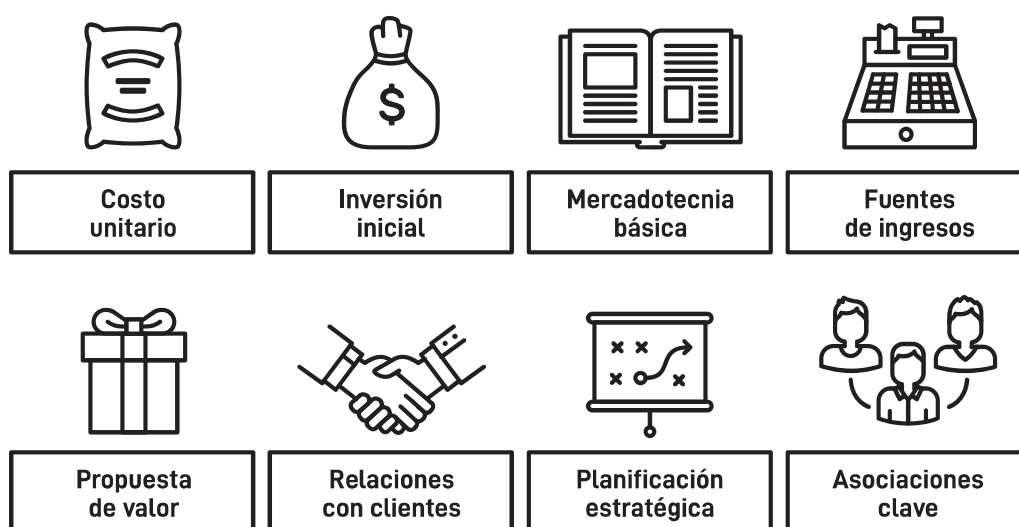 $
Costo
unitario
Inversión
inicial
Mercadotecnia
básica
Fuentes
de ingresos
Propuesta
de valor
Relaciones
con clientes
Planificación
estratégica
Asociaciones
clave